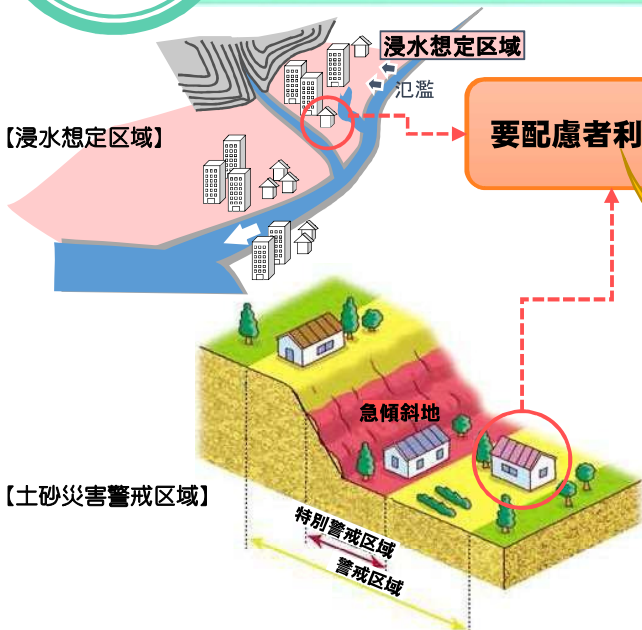 浸水想定区域
氾濫
【浸水想定区域】
要配慮者利
急傾斜地
【土砂災害警戒区域】
特別警戒区域
警戒区域